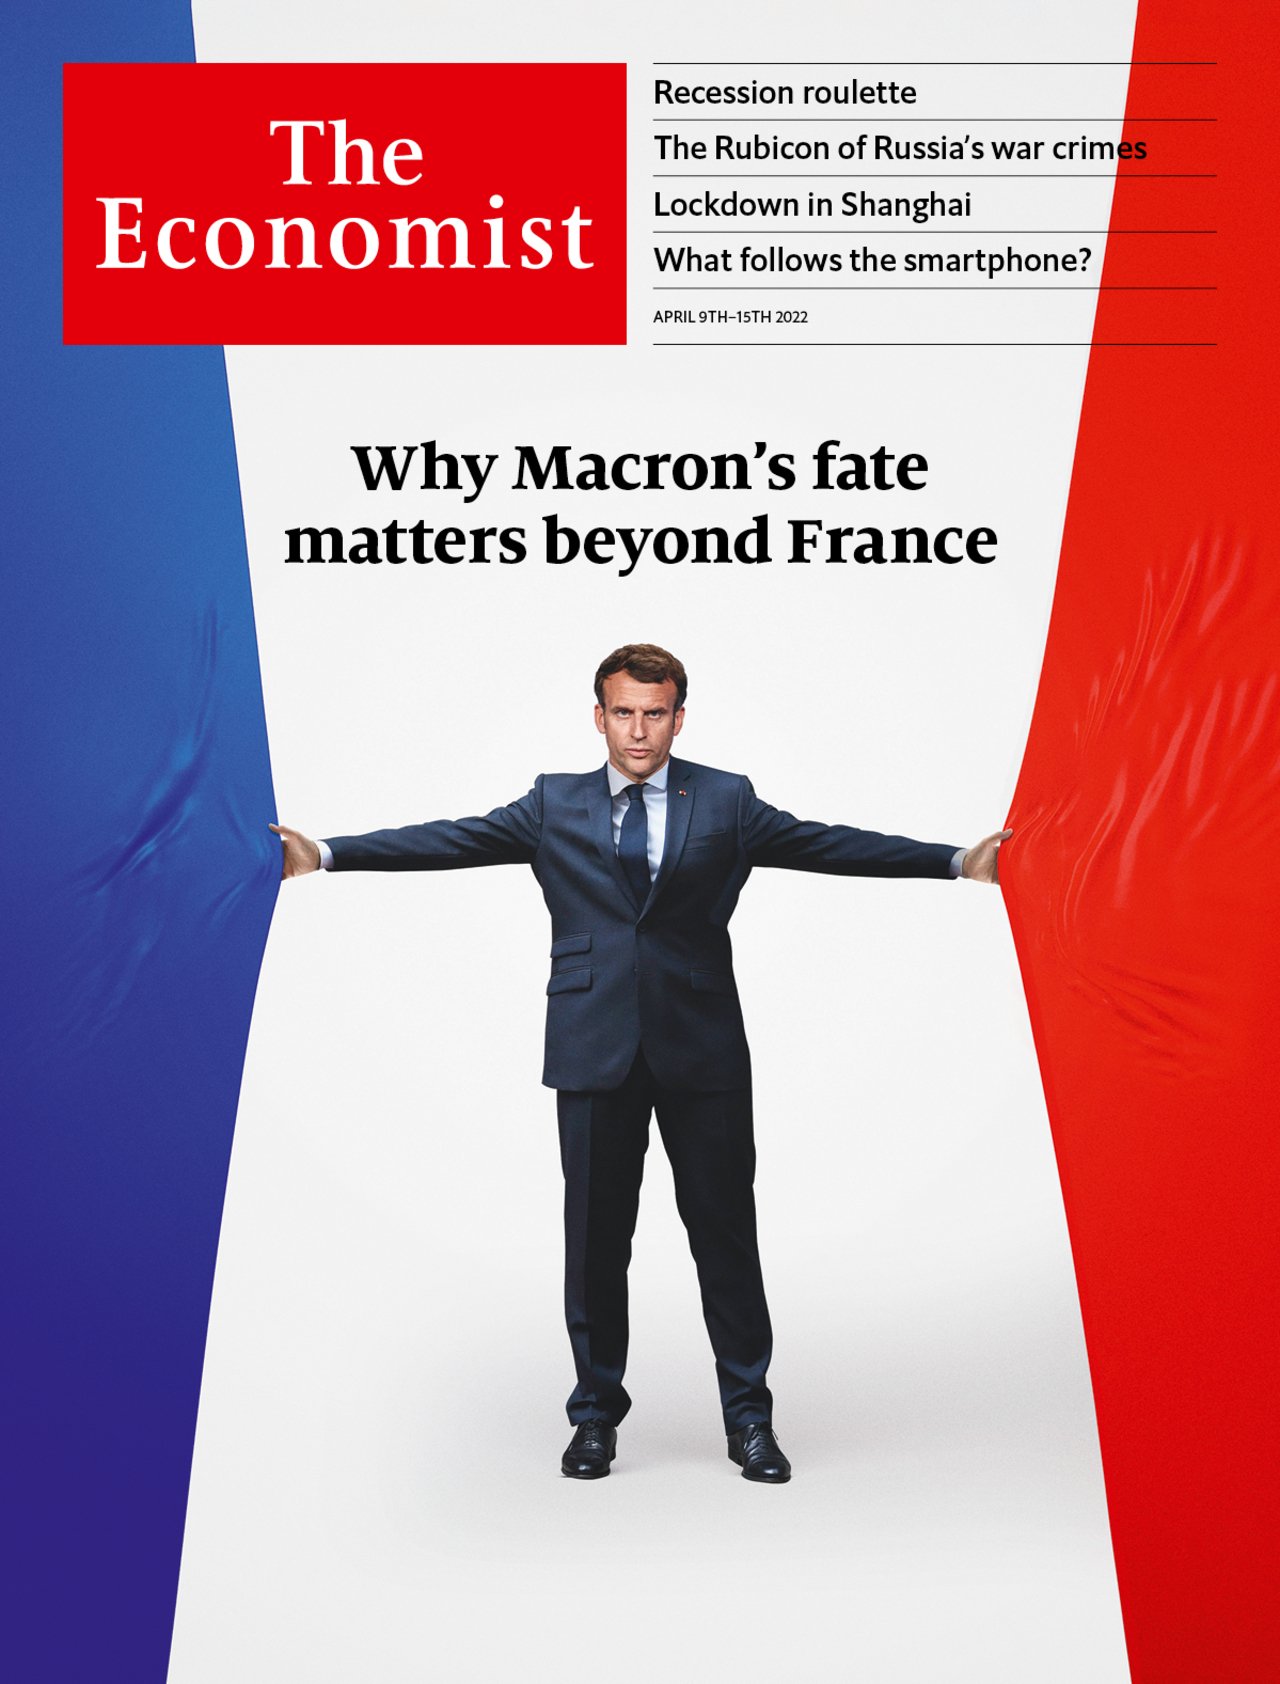 The
Economist
Recession roulette
The Rubicon of Russia’s war crimes
Lockdown in Shanghai
What follows the smartphone?
APRIL 9TH–15TH 2022
Why Macron’s fate
matters beyond France